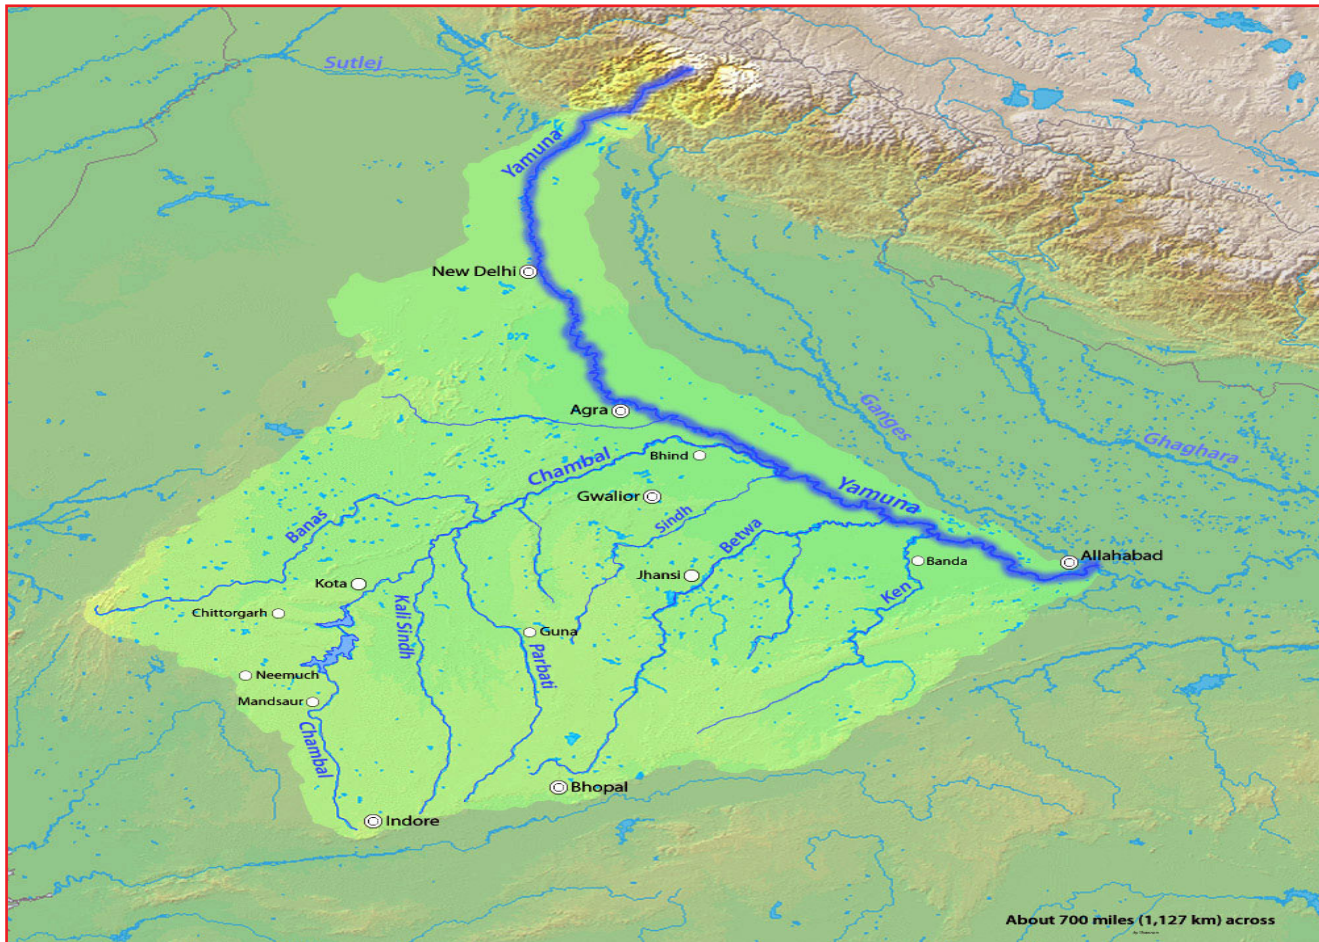 Sutlej
Yamuna
New Delhi
Agra
Ganges
Ghaghara
Bhind
Chambal
Gwalior
Yamuna
Banas
Sindh
Betwa
Allahabad
Banda
Jhansi
Kota
Ken
Chittorgarh
Kali Sindh
Guna
Parbati
Neemuch
Mandsaur
Chambal
Bhopal
Indore
About 700 miles (1,127 km) across